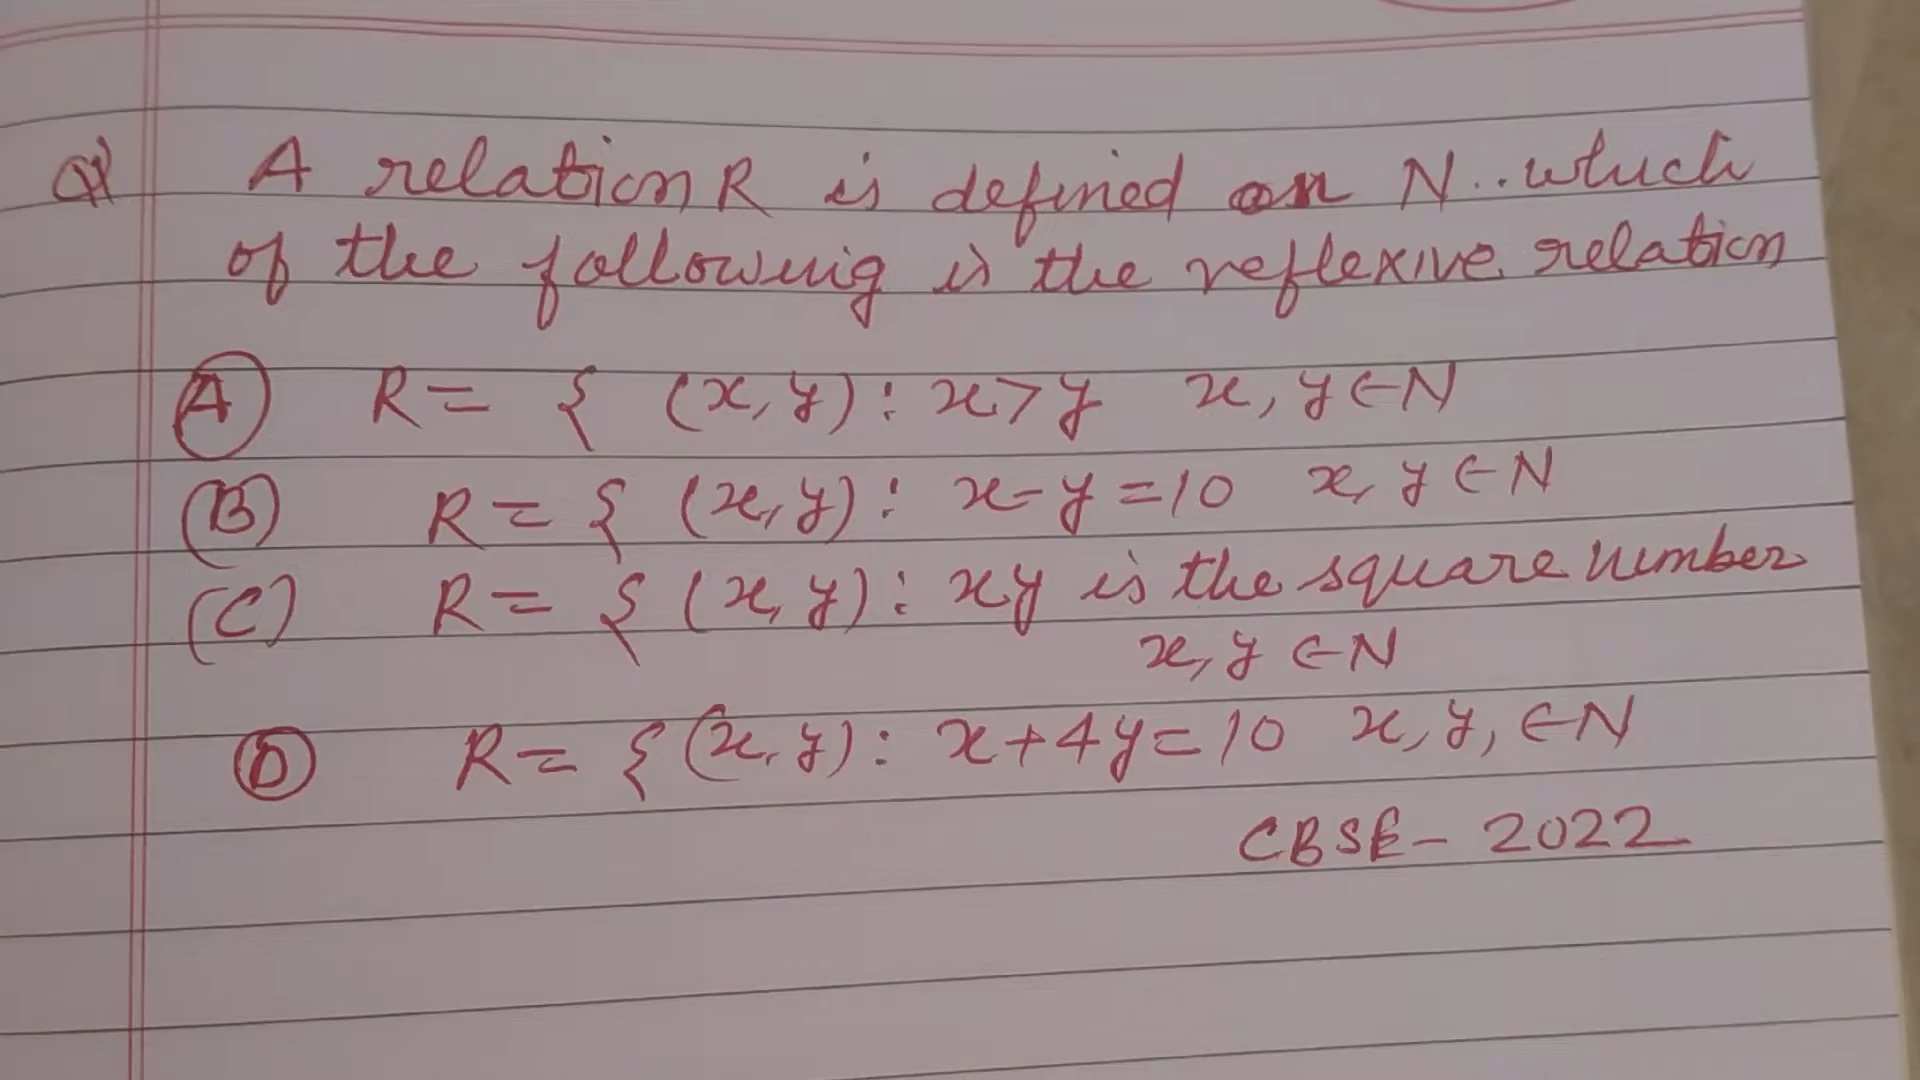 Q) A relation R is defined on N.. which
of the following is the reflexive relation
(A) R = { (x, y) : x > y x, y ∈ N
(B) R = { (x, y) : x - y = 10 x, y ∈ N
(C) R = { (x, y) : xy is the square number
x, y ∈ N
(D) R = { (x, y) : x + 4y = 10 x, y, ∈ N
CBSE - 2022